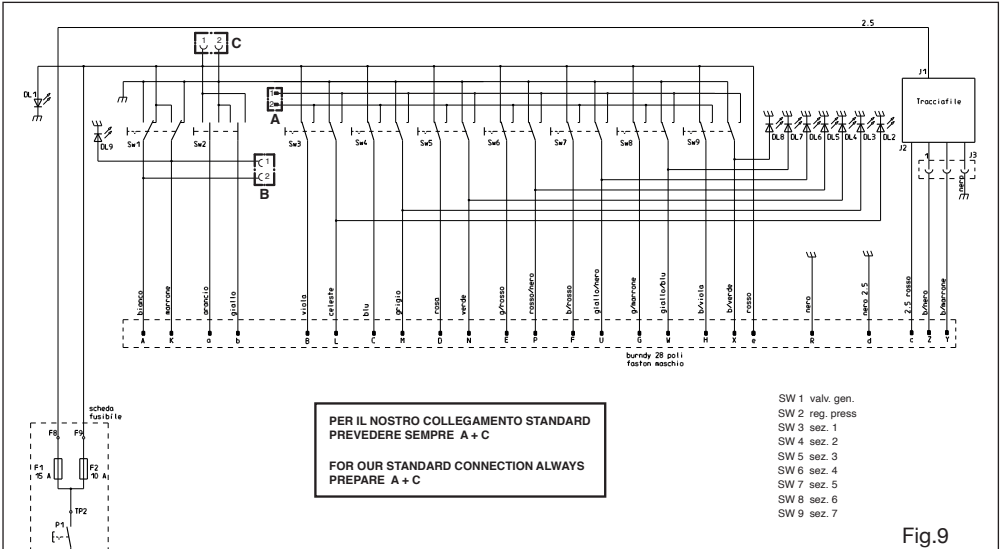 2.5
1 2 C
J1
DL1
Tracciafile
1
2
A
DL9
Sw1 Sw2 Sw3 Sw4 Sw5 Sw6 Sw7 Sw8 Sw9
DL8 DL7 DL6 DL5 DL4 DL3 DL2
J2 J3
1
1
2
B
nero
bianco marrone arancio giallo viola celeste blu grigio rosa verde g/rosso rosso/nero b/rosso giallo/nero g/marrone giallo/blu b/viola b/verde rosso nero nero 2.5 2.5 rosso b/nero b/marrone
A K a b B L C M D N E P F U G W H X e R d c Z Y
burndy 28 poli
faston maschio
scheda
fusibile
F8 F9
F1
15 A
F2
10 A
TP2
P1
PER IL NOSTRO COLLEGAMENTO STANDARD
PREVEDERE SEMPRE A + C
FOR OUR STANDARD CONNECTION ALWAYS
PREPARE A + C
SW 1 valv. gen.
SW 2 reg. press
SW 3 sez. 1
SW 4 sez. 2
SW 5 sez. 3
SW 6 sez. 4
SW 7 sez. 5
SW 8 sez. 6
SW 9 sez. 7
Fig.9